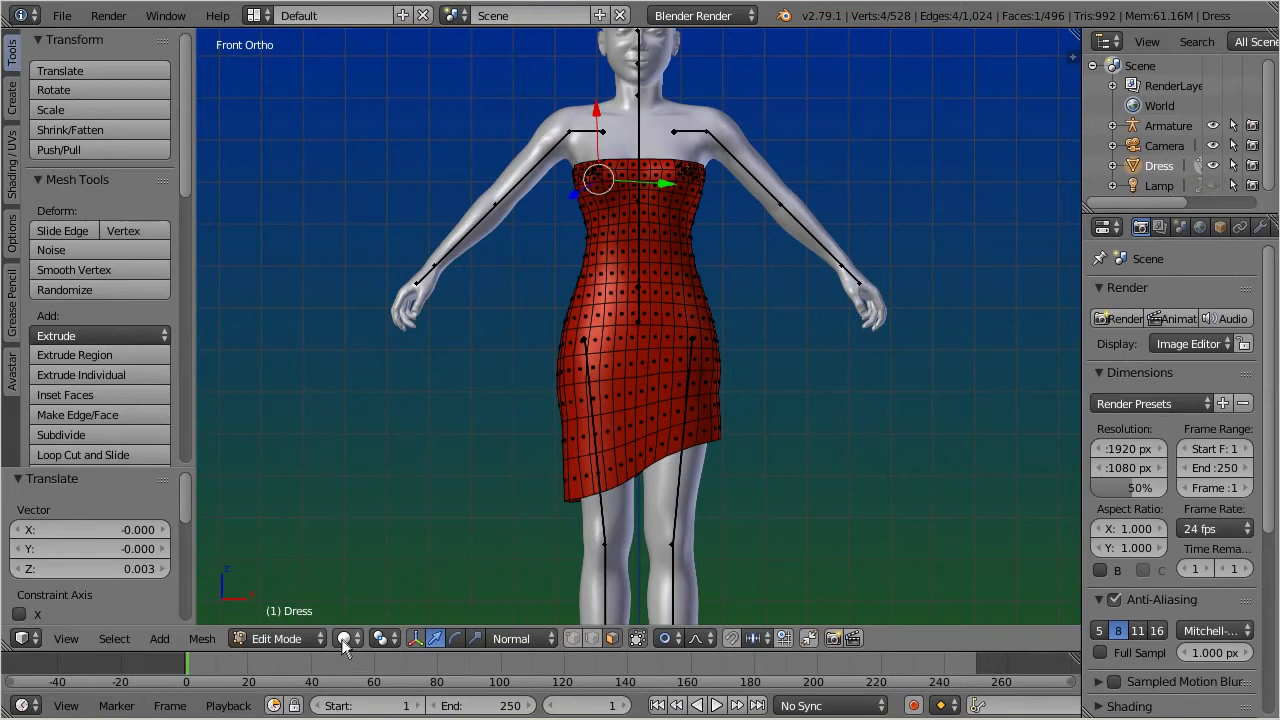 File Render Window Help Default Scene Blender Render v2.79.1 | Verts:4/528 | Edges:4/1,024 | Faces:1/496 | Tris:992 | Mem:61.16M | Dress
Tools
Create
Shading / UVs
Options
Grease Pencil
Avastar
Transform
Translate
Rotate
Scale
Shrink/Fatten
Push/Pull
Mesh Tools
Deform:
Slide Edge Vertex
Noise
Smooth Vertex
Randomize
Add:
Extrude
Extrude Region
Extrude Individual
Inset Faces
Make Edge/Face
Subdivide
Loop Cut and Slide
Translate
Vector
X: -0.000
Y: -0.000
Z: 0.003
Constraint Axis
X
Front Ortho
(1) Dress
View Select Add Mesh Edit Mode Normal
-40 -20 0 20 40 60 80 100 120 140 160 180 200 220 240 260
View Marker Frame Playback Start: 1 End: 250 1 No Sync
View Search All Scene
Scene
RenderLaye
World
Armature
Camera
Dress
Lamp
Scene
Render
Render Animat Audio
Display: Image Editor
Dimensions
Render Presets
Resolution: Frame Range:
:1920 px Start F: 1
:1080 px End :250
50% Frame :1
Aspect Ratio: Frame Rate:
X: 1.000 24 fps
Y: 1.000 Time Rema...
B C 1 1
Anti-Aliasing
5 8 11 16 Mitchell-...
Full Sampl 1.000 px
Sampled Motion Blur
Shading